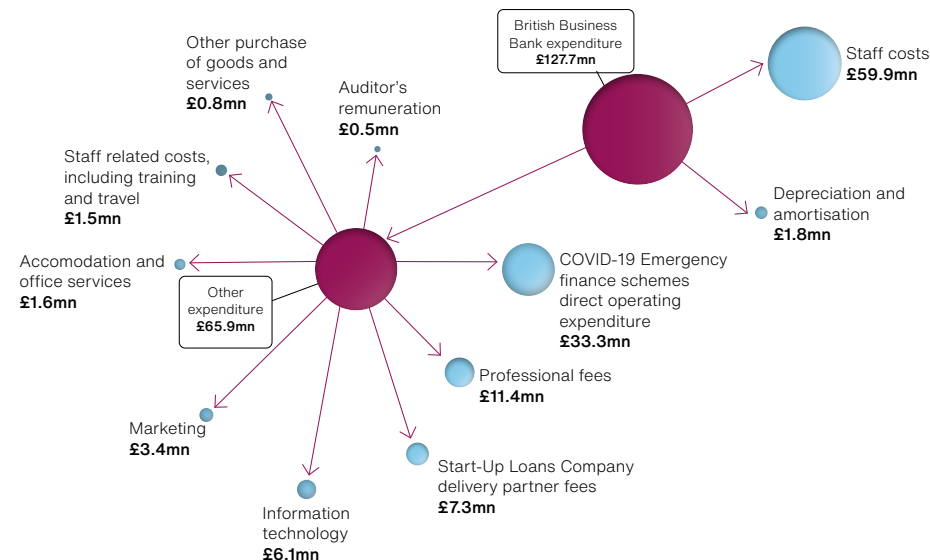 British Business
Bank expenditure
£127.7mn
Staff costs
£59.9mn
Depreciation and
amortisation
£1.8mn
Other purchase
of goods and
services
£0.8mn
Auditor’s
remuneration
£0.5mn
Staff related costs,
including training
and travel
£1.5mn
Accomodation and
office services
£1.6mn
Other
expenditure
£65.9mn
COVID-19 Emergency
finance schemes
direct operating
expenditure
£33.3mn
Professional fees
£11.4mn
Marketing
£3.4mn
Start-Up Loans Company
delivery partner fees
£7.3mn
Information
technology
£6.1mn